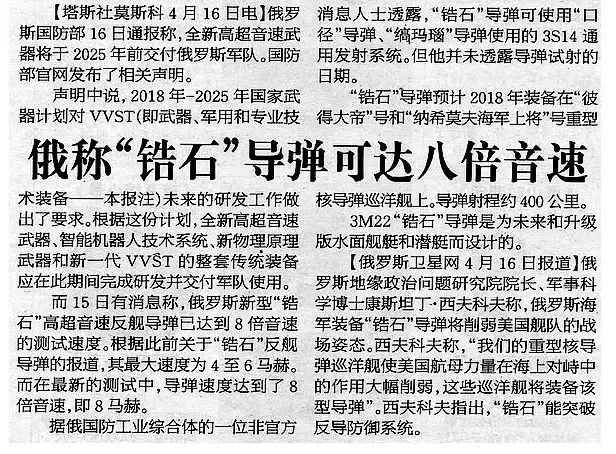 俄称“锆石”导弹可达八倍音速
【塔斯社莫斯科4月16日电】俄罗
斯国防部16日通报称,全新高超音速武
器将于2025年前交付俄罗斯军队。国防
部官网发布了相关声明。
声明中说,2018年-2025年国家武
器计划对VVST(即武器、军用和专业技
术装备——本报注)未来的研发工作做
出了要求。根据这份计划,全新高超音速
武器、智能机器人技术系统、新物理原理
武器和新一代VVST的整套传统装备
应在此期间完成研发并交付军队使用。
而15日有消息称,俄罗斯新型“锆
石”高超音速反舰导弹已达到8倍音速
的测试速度。根据此前关于“锆石”反舰
导弹的报道,其最大速度为4至6马赫。
而在最新的测试中,导弹速度达到了8
倍音速,即8马赫。
据俄国防工业综合体的一位非官方
消息人士透露,“锆石”导弹可使用“口
径”导弹、“缟玛瑙”导弹使用的3S14通
用发射系统。但他并未透露导弹试射的
日期。
“锆石”导弹预计2018年装备在“彼
得大帝”号和“纳希莫夫海军上将”号重型
核导弹巡洋舰上。导弹射程约400公里。
3M22“锆石”导弹是为未来和升级
版水面舰艇和潜艇而设计的。
【俄罗斯卫星网4月16日报道】俄
罗斯地缘政治问题研究院院长、军事科
学博士康斯坦丁·西夫科夫称,俄罗斯海
军装备“锆石”导弹将削弱美国舰队的战
场姿态。西夫科夫称,“我们的重型核导
弹巡洋舰使美国航母力量在海上对峙中
的作用大幅削弱,这些巡洋舰将装备该
型导弹”。西夫科夫指出,“锆石”能突破
反导防御系统。